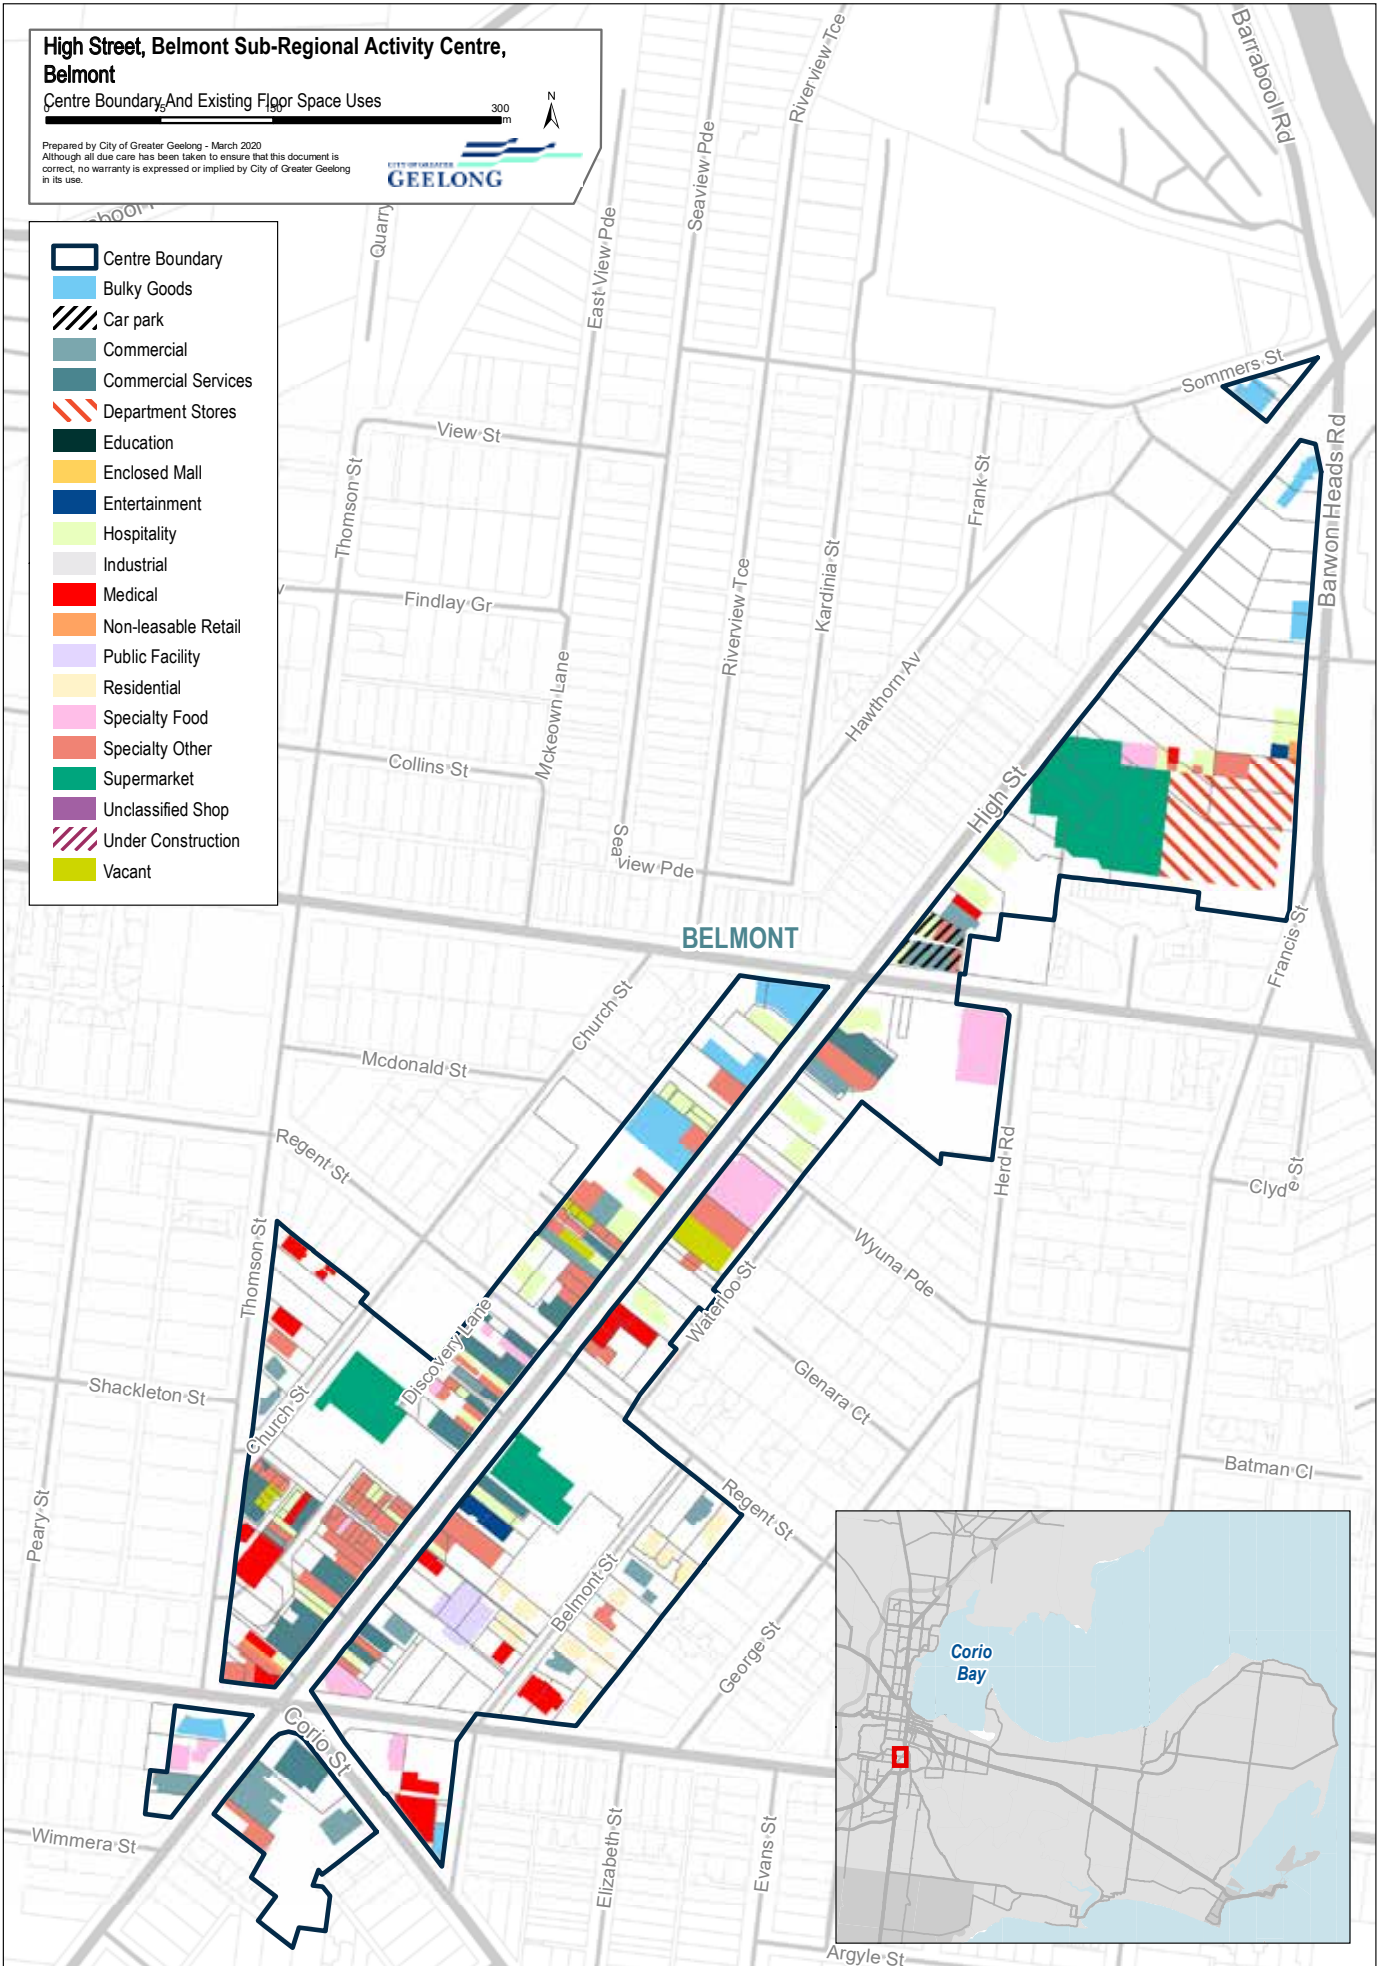 High Street, Belmont Sub-Regional Activity Centre,
Belmont
Centre Boundary And Existing Floor Space Uses
0 75 150 300
m
N
Prepared by City of Greater Geelong - March 2020
Although all due care has been taken to ensure that this document is
correct, no warranty is expressed or implied by City of Greater Geelong
in its use.
CITY OF GREATER
GEELONG
Centre Boundary
Bulky Goods
Car park
Commercial
Commercial Services
Department Stores
Education
Enclosed Mall
Entertainment
Hospitality
Industrial
Medical
Non-leasable Retail
Public Facility
Residential
Specialty Food
Specialty Other
Supermarket
Unclassified Shop
Under Construction
Vacant
Quarry
East View Pde
Seaview Pde
Riverview Tce
Barrabool Rd
Sommers St
View St
Thomson St
Frank St
Barwon Heads Rd
Findlay Gr
Mckeown Lane
Riverview Tce
Kardinia St
Hawthorn Av
Collins St
High St
Sea
view Pde
BELMONT
Francis St
Church St
Mcdonald St
Regent St
Herd Rd
Clyd
e St
Thomson St
Wyuna Pde
Waterloo St
Discovery Lane
Shackleton St
Church St
Glenara Ct
Regent St
Batman Cl
Peary St
Belmont St
George St
Corio St
Wimmera St
Elizabeth St
Evans St
Argyle St
Corio
Bay